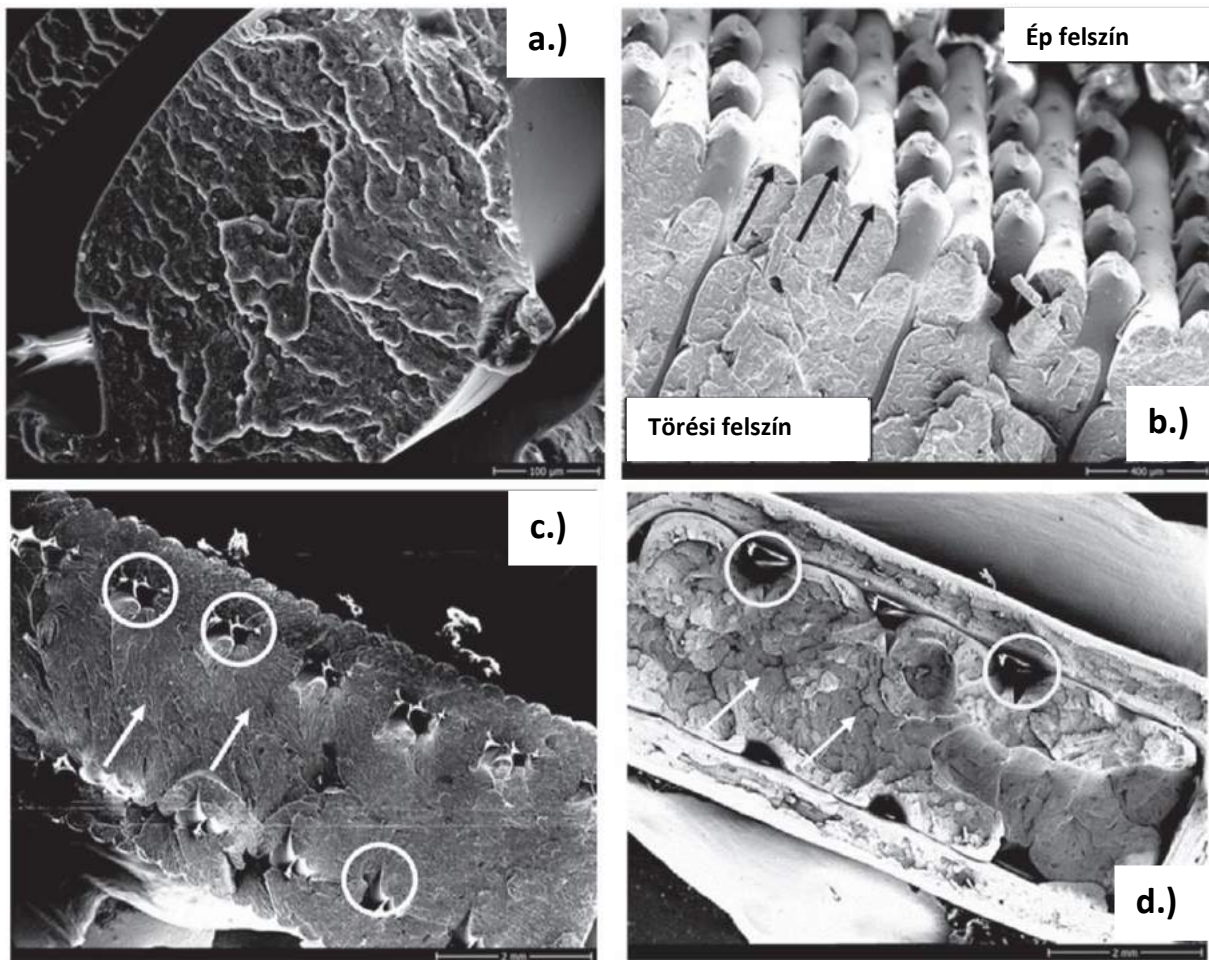 a.)
Ép felszín
Törési felszín
b.)
100 µm
400 µm
c.)
d.)
2 mm
2 mm